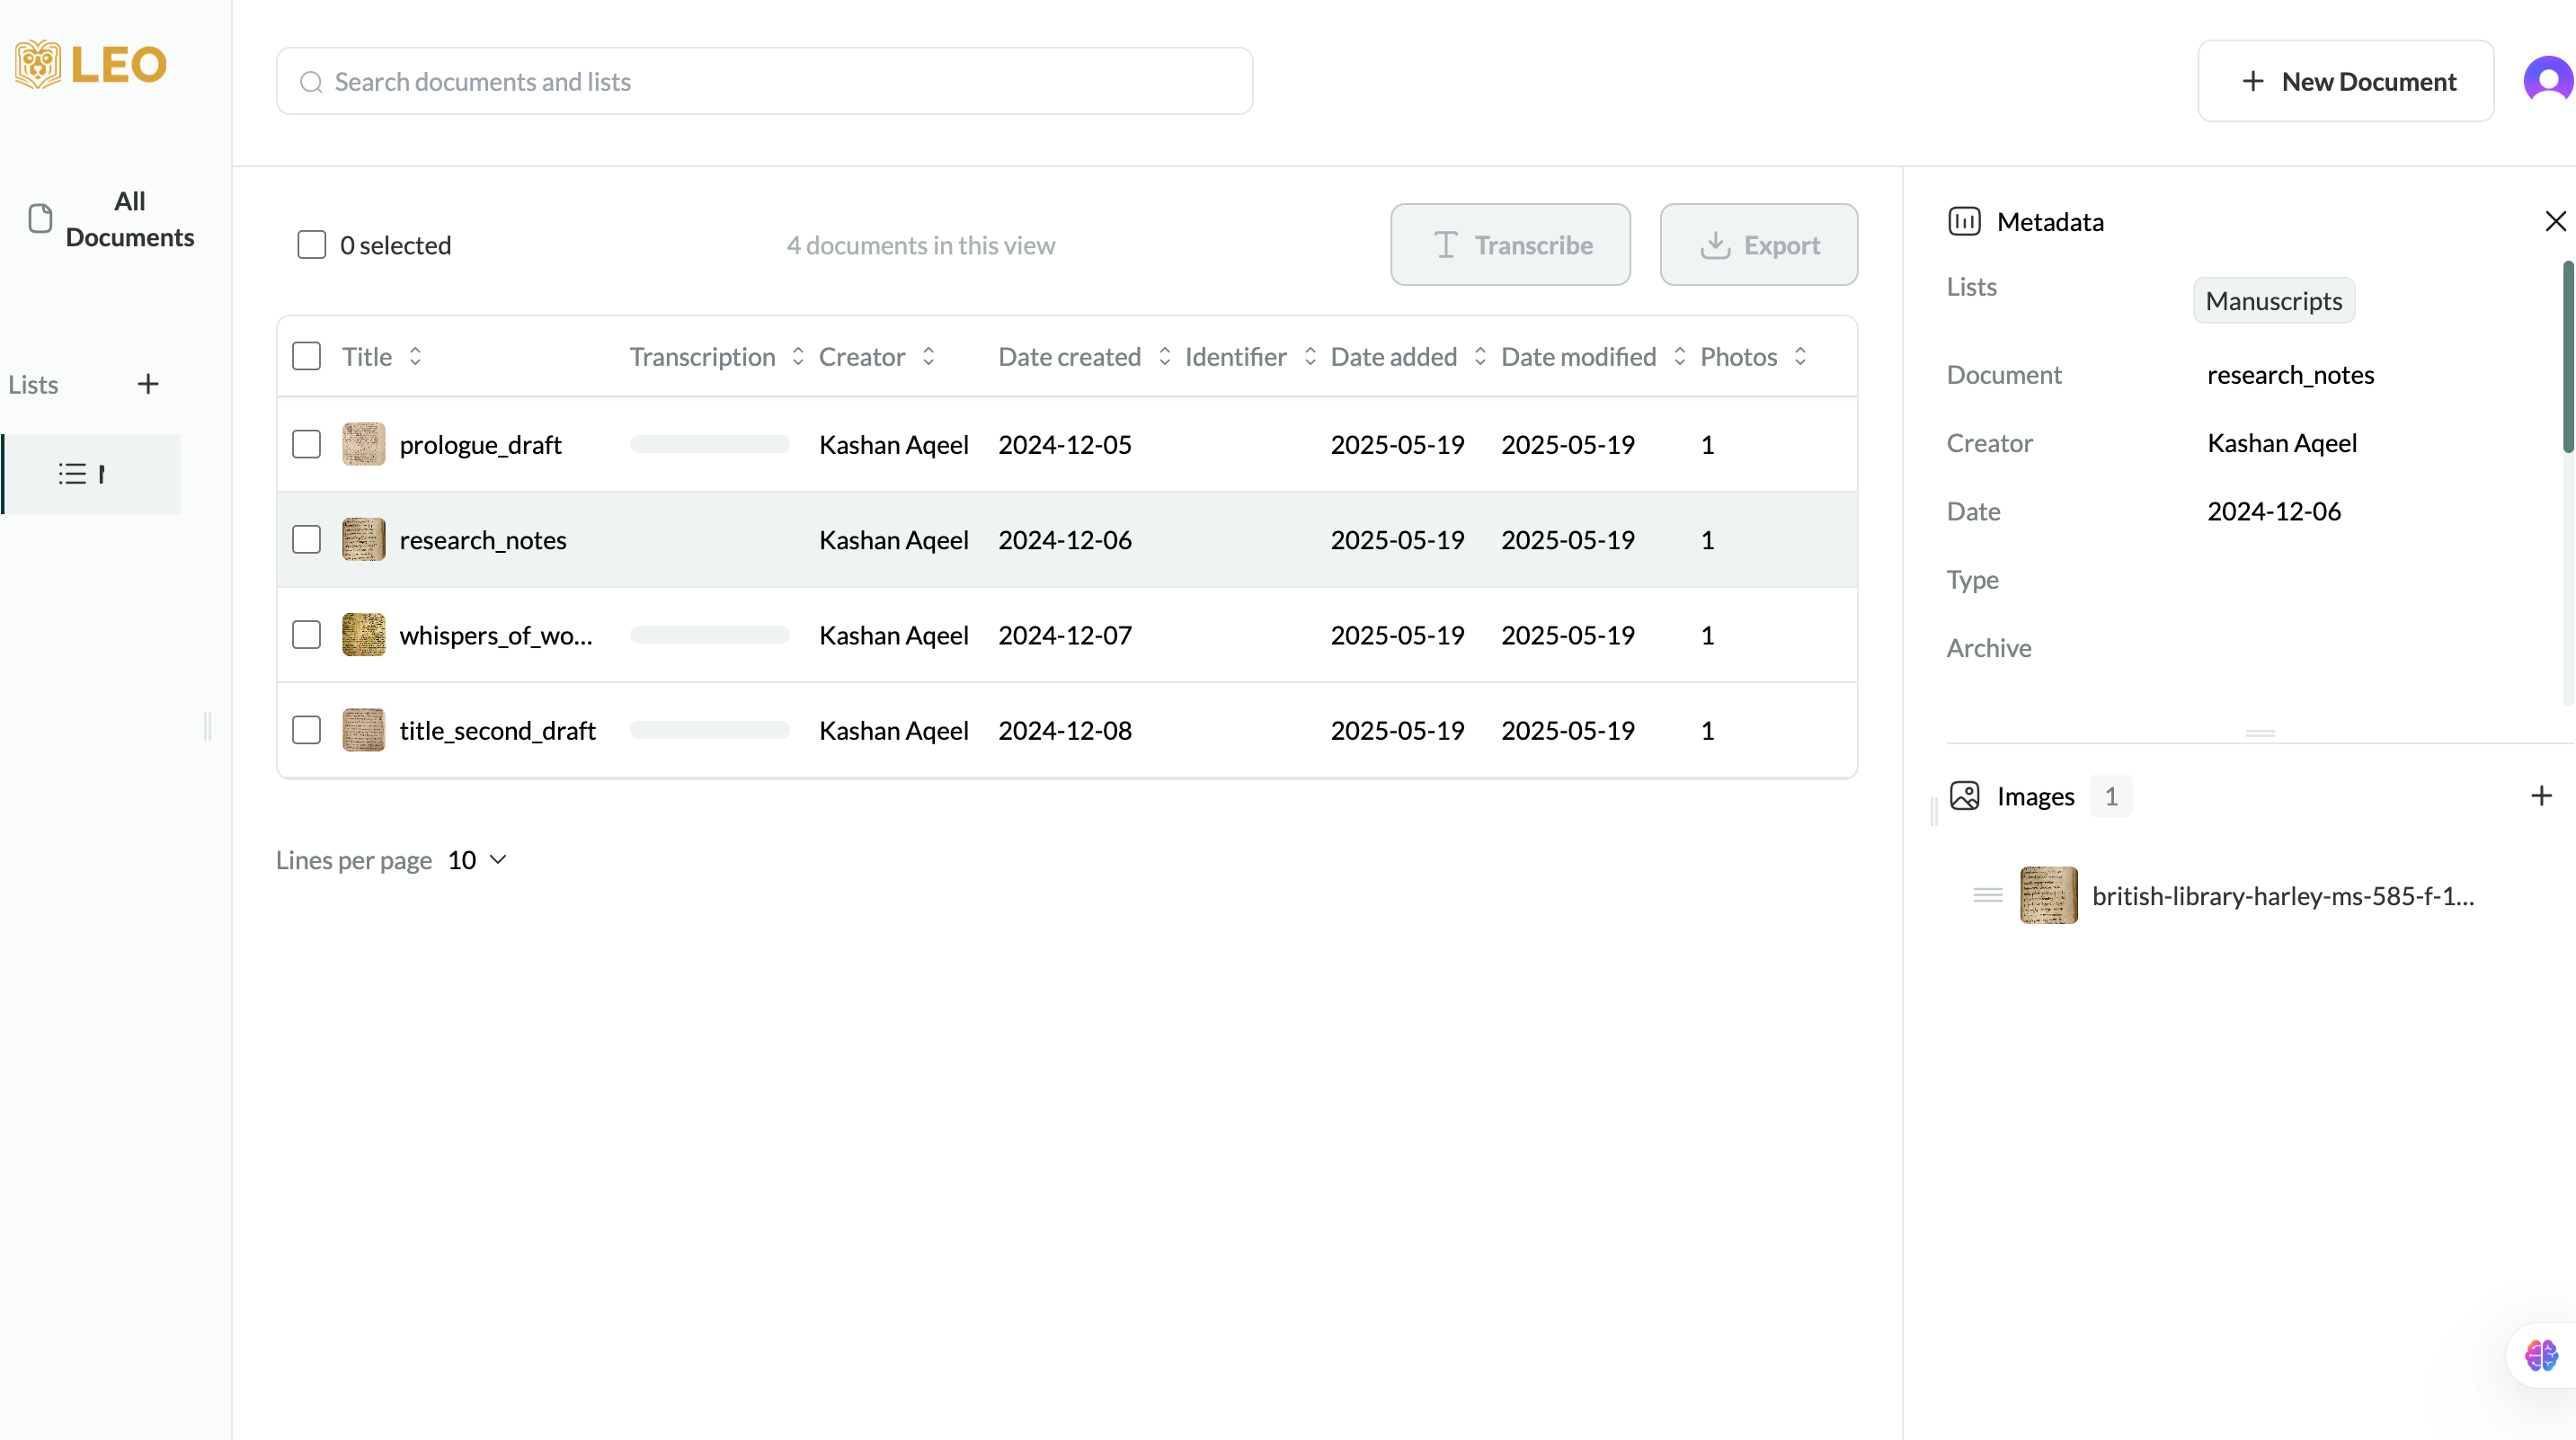 LEO
Search documents and lists
New Document
All
Documents
Lists
0 selected
4 documents in this view
Transcribe
Export
Title Transcription Creator Date created Identifier Date added Date modified Photos
prologue_draft Kashan Aqeel 2024-12-05 2025-05-19 2025-05-19 1
research_notes Kashan Aqeel 2024-12-06 2025-05-19 2025-05-19 1
whispers_of_wo... Kashan Aqeel 2024-12-07 2025-05-19 2025-05-19 1
title_second_draft Kashan Aqeel 2024-12-08 2025-05-19 2025-05-19 1
Lines per page 10
Metadata
Lists Manuscripts
Document research_notes
Creator Kashan Aqeel
Date 2024-12-06
Type
Archive
Images 1
british-library-harley-ms-585-f-1...